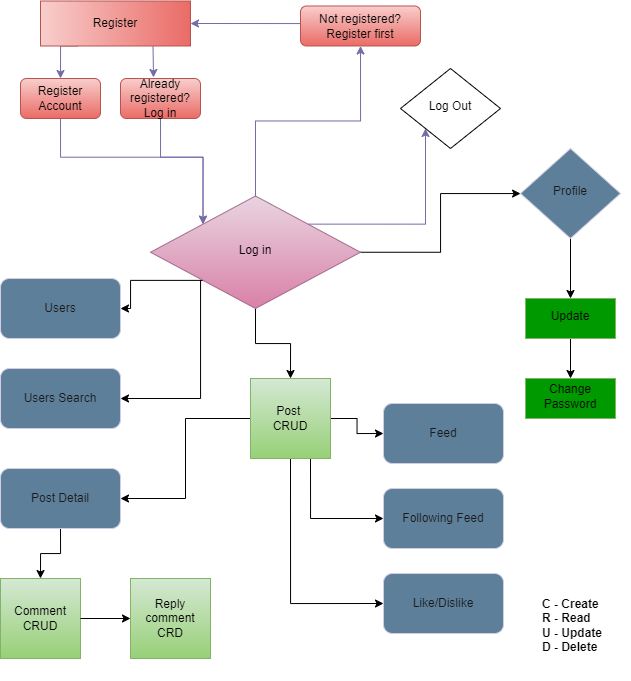 Register
Not registered?
Register first
Register
Account
Already
registered?
Log in
Log Out
Profile
Log in
Users
Update
Users Search
Change
Password
Post
CRUD
Feed
Post Detail
Following Feed
Comment
CRUD
Reply
comment
CRD
Like/Dislike
C - Create
R - Read
U - Update
D - Delete